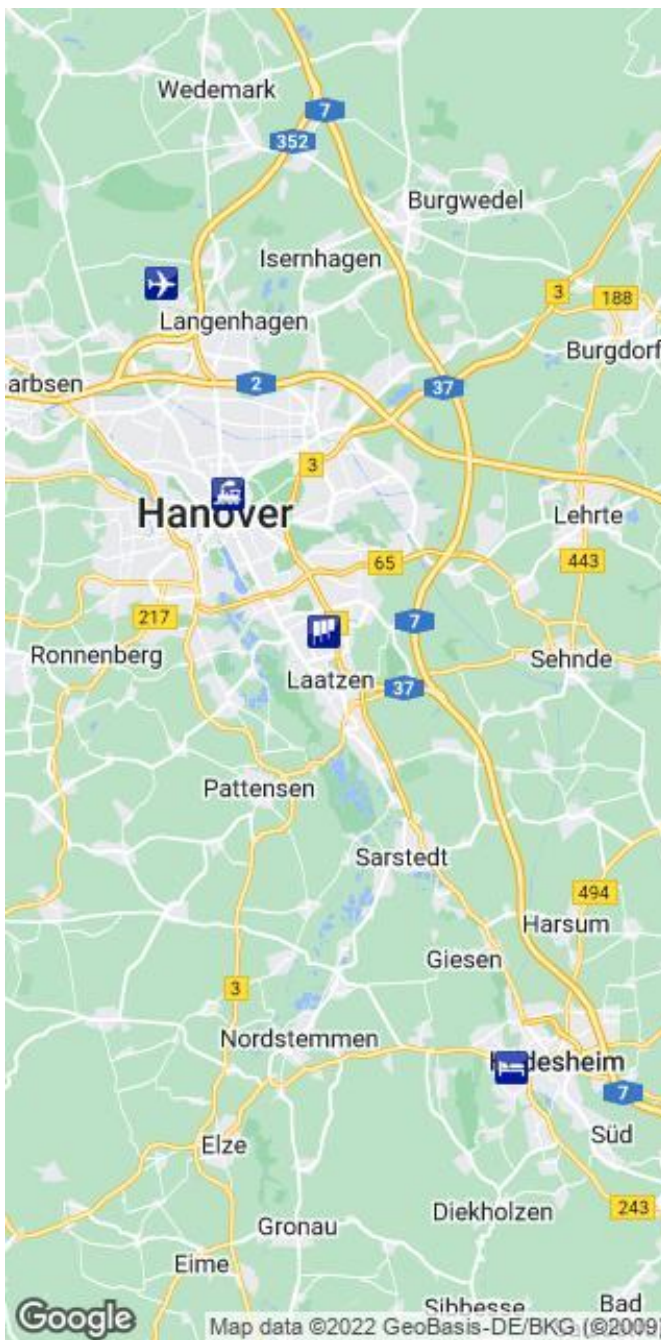 Wedemark
7
352
Burgwedel
Isernhagen
3
188
Langenhagen
Burgdorf
arbsen
2
37
3
Hanover
Lehrte
65
443
217
7
Ronnenberg
Sehnde
Laatzen
37
Pattensen
Sarstedt
494
Harsum
Giesen
3
Nordstemmen
desheim
7
Süd
Elze
243
Diekholzen
Gronau
Eime
Sibbesse
Bad
Google
Map data ©2022 GeoBasis-DE/BKG (©2009)